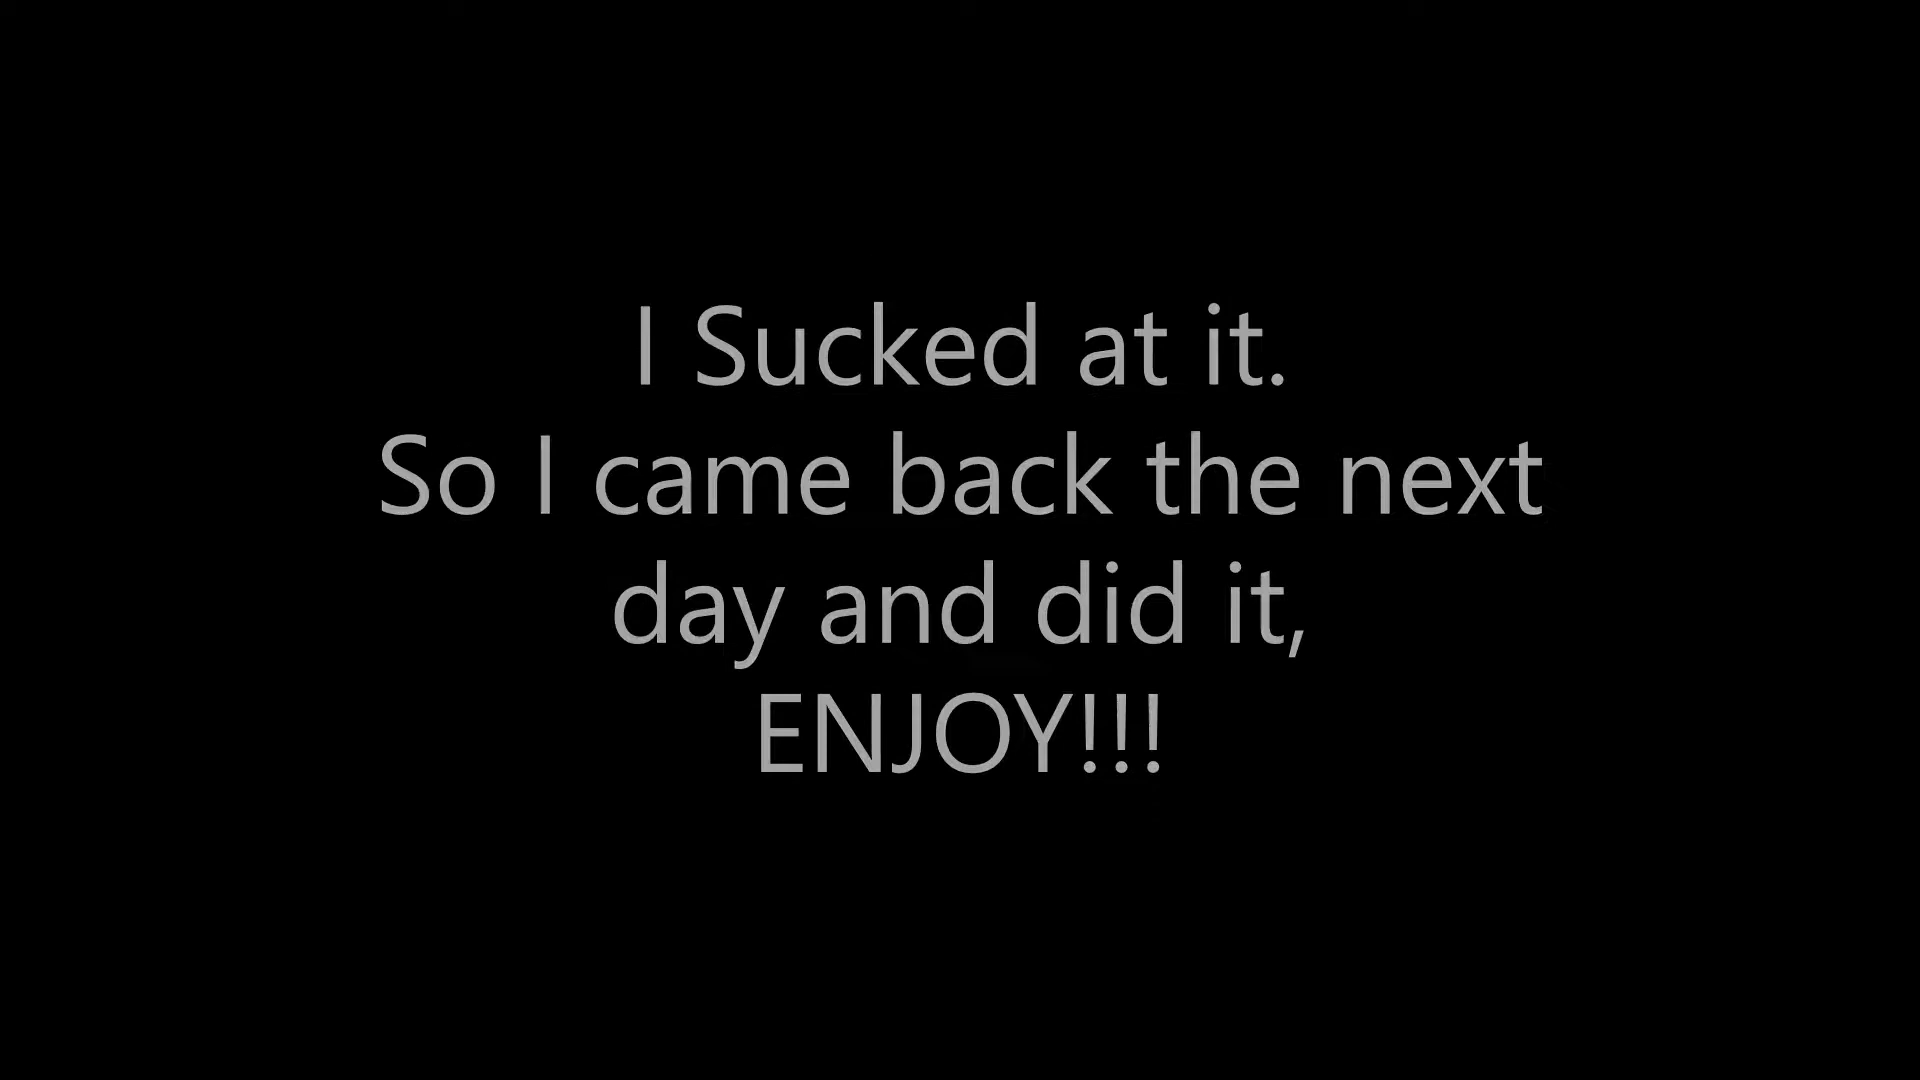 I Sucked at it.
So I came back the next
day and did it,
ENJOY!!!